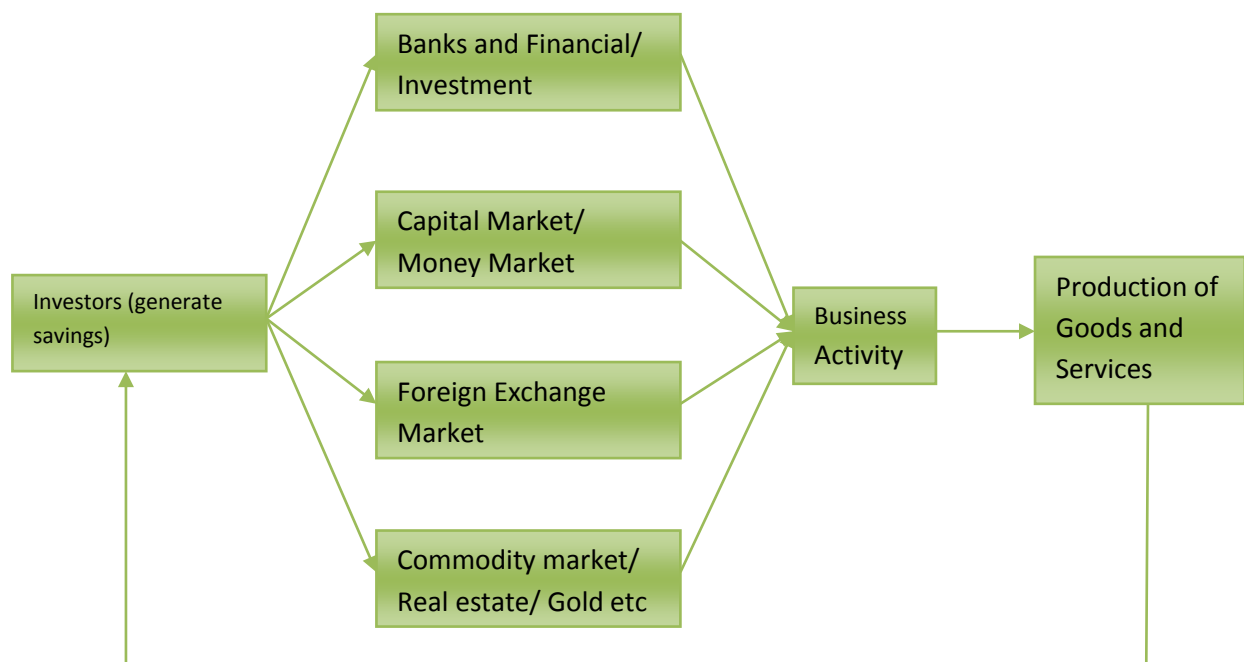 Banks and Financial/
Investment
Capital Market/
Money Market
Investors (generate
savings)
Foreign Exchange
Market
Commodity market/
Real estate/ Gold etc
Business
Activity
Production of
Goods and
Services